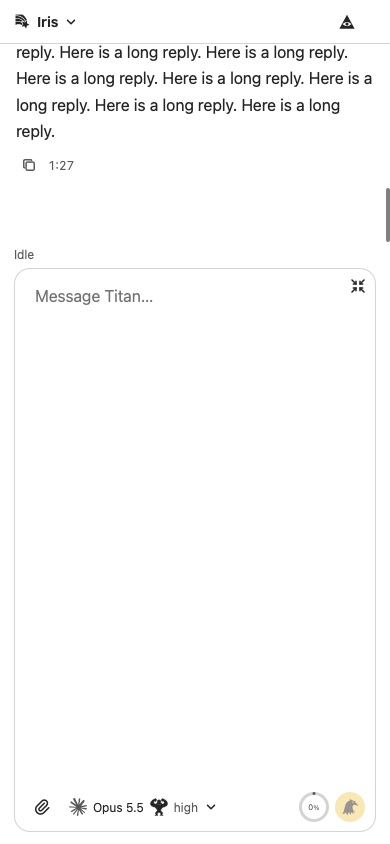 Iris
reply. Here is a long reply. Here is a long reply.
Here is a long reply. Here is a long reply. Here is a
long reply. Here is a long reply. Here is a long
reply.
1:27
Idle
Message Titan...
Opus 5.5 high 0%